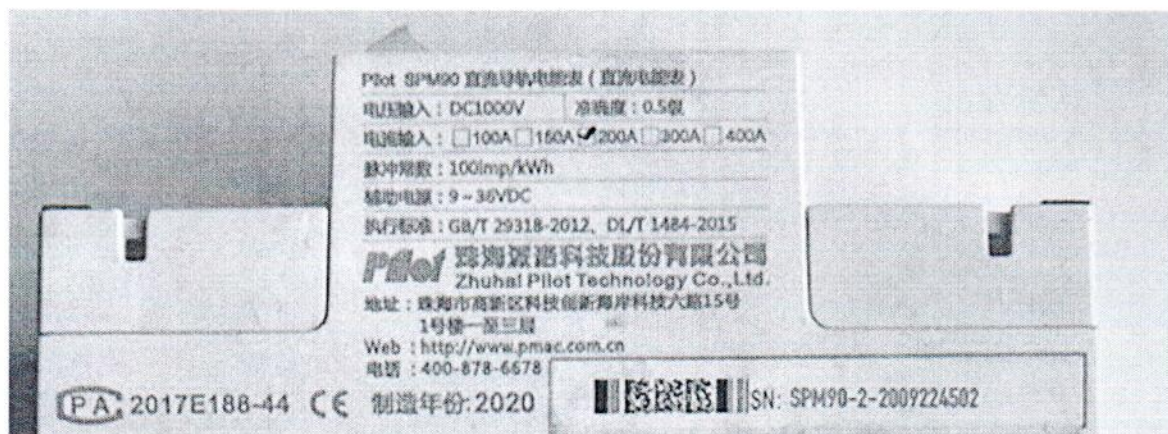 Pilot SPM90 直流导轨电能表(直流电能表)
电压输入:DC1000V 准确度:0.5级
电流输入:□100A□150A☑200A□300A□400A
脉冲常数:100imp/kWh
辅助电源:9~36VDC
执行标准:GB/T 29318-2012、DL/T 1484-2015
Pilot 珠海派诺科技股份有限公司
Zhuhai Pilot Technology Co.,Ltd.
地址:珠海市高新区科技创新海岸科技六路15号
1号楼一至三层
Web:http://www.pmac.com.cn
电话:400-878-6678
CPA 2017E188-44 CE 制造年份:2020
SN: SPM90-2-2009224502